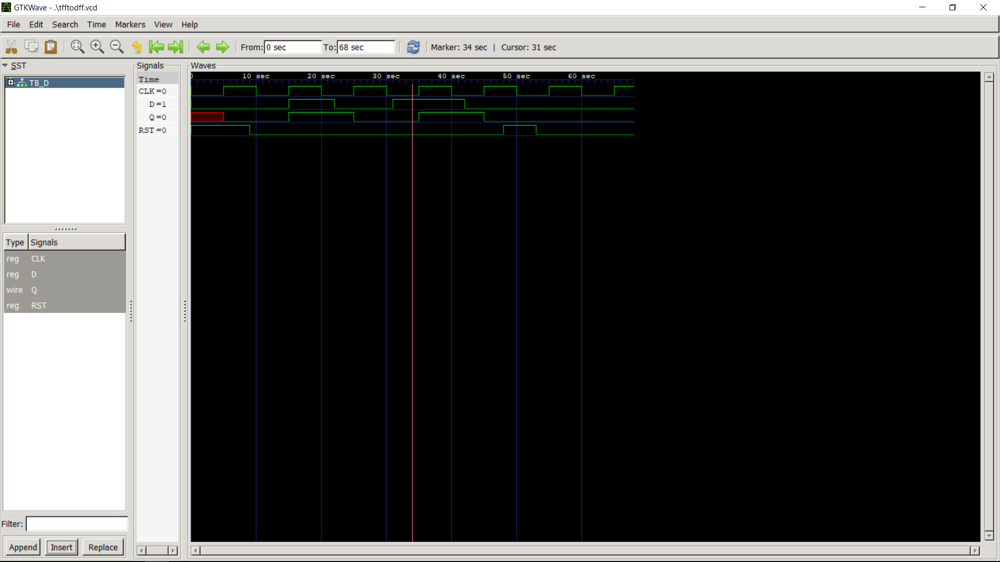 GTKWave - .\tfftodff.vcd
File Edit Search Time Markers View Help
From: 0 sec To: 68 sec Marker: 34 sec | Cursor: 31 sec
SST
TB_D
Type Signals
reg CLK
reg D
wire Q
reg RST
Filter:
Append Insert Replace
Signals
Time
CLK =0
D =1
Q =0
RST =0
Waves
0 10 sec 20 sec 30 sec 40 sec 50 sec 60 sec